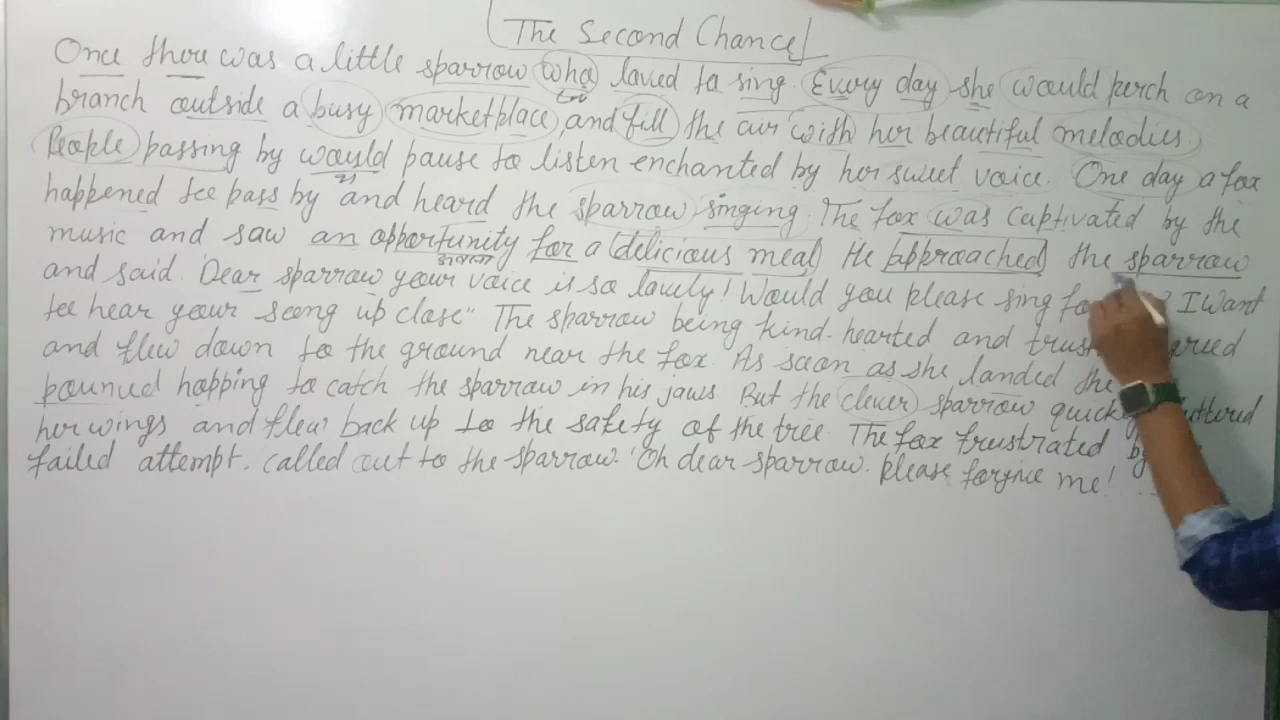 The Second Chance
Once there was a little sparrow who loved to sing. Every day she would perch on a
branch outside a busy marketplace and fill the air with her beautiful melodies.
People passing by would pause to listen enchanted by her sweet voice. One day a fox
happened to pass by and heard the sparrow singing. The fox was captivated by the
music and saw an opportunity for a delicious meal. He approached the sparrow
and said. "Dear sparrow your voice is so lovely! Would you please sing I Want
to hear your song up close" The sparrow being kind-hearted and
and flew down to the ground near the fox. As soon as she landed the
pounced hopping to catch the sparrow in his jaws. But the clever sparrow
her wings and flew back up to the safety of the tree. The fox frustrated
failed attempt. called out to the sparrow. 'Oh dear sparrow. please forgive me! ...